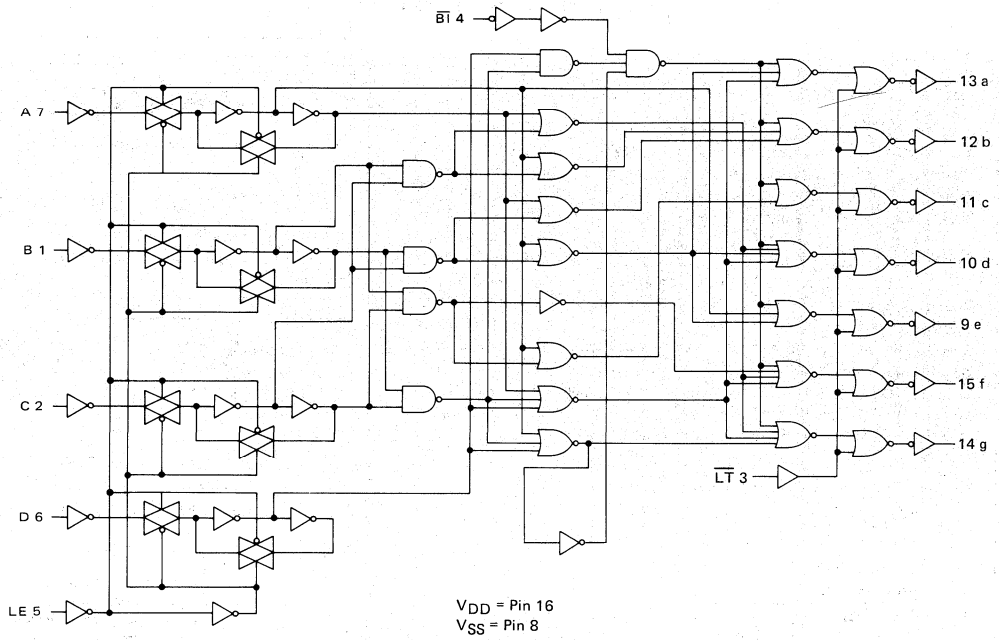 B̅I̅ 4
13 a
A 7
12 b
11 c
B 1
10 d
9 e
15 f
C 2
14 g
L̅T̅ 3
D 6
LE 5
VDD = Pin 16
VSS = Pin 8